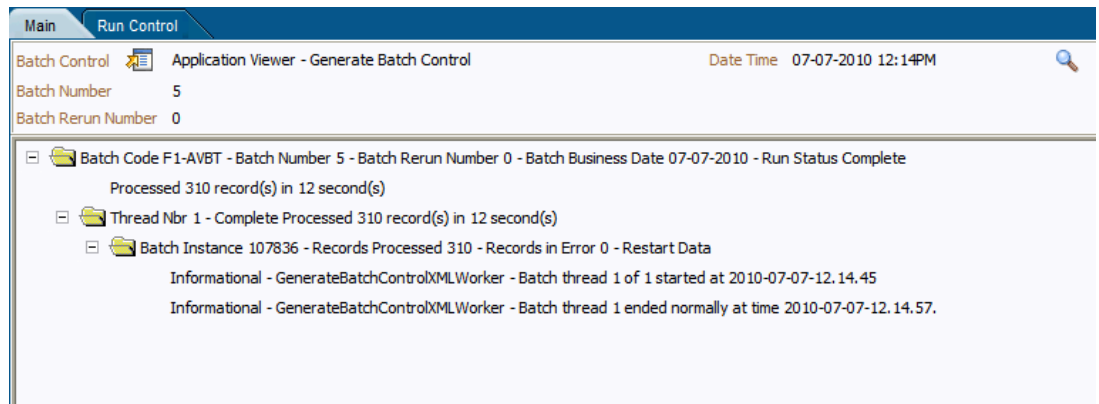 Main Run Control
Batch Control Application Viewer - Generate Batch Control Date Time 07-07-2010 12:14PM
Batch Number 5
Batch Rerun Number 0
Batch Code F1-AVBT - Batch Number 5 - Batch Rerun Number 0 - Batch Business Date 07-07-2010 - Run Status Complete
Processed 310 record(s) in 12 second(s)
Thread Nbr 1 - Complete Processed 310 record(s) in 12 second(s)
Batch Instance 107836 - Records Processed 310 - Records in Error 0 - Restart Data
Informational - GenerateBatchControlXMLWorker - Batch thread 1 of 1 started at 2010-07-07-12.14.45
Informational - GenerateBatchControlXMLWorker - Batch thread 1 ended normally at time 2010-07-07-12.14.57.